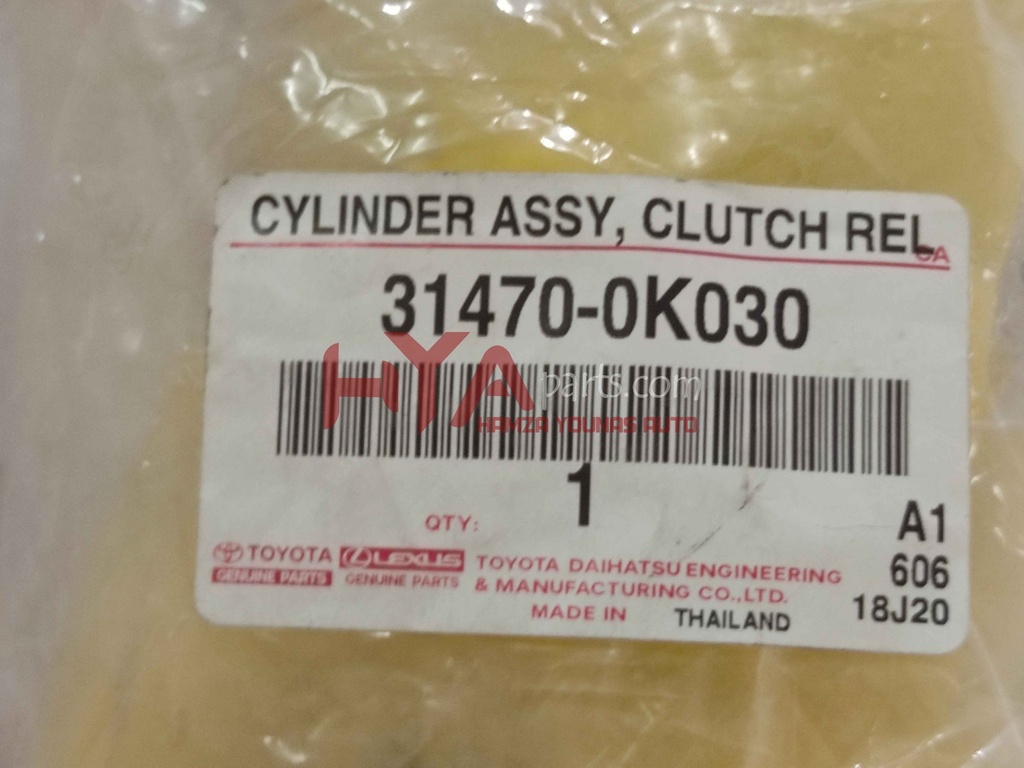 CYLINDER ASSY, CLUTCH REL
CA
31470-0K030
HYA parts.com
HAMZA YOUNAS AUTO
QTY: 1
A1
TOYOTA LEXUS TOYOTA DAIHATSU ENGINEERING 606
GENUINE PARTS GENUINE PARTS & MANUFACTURING CO.,LTD.
MADE IN THAILAND 18J20